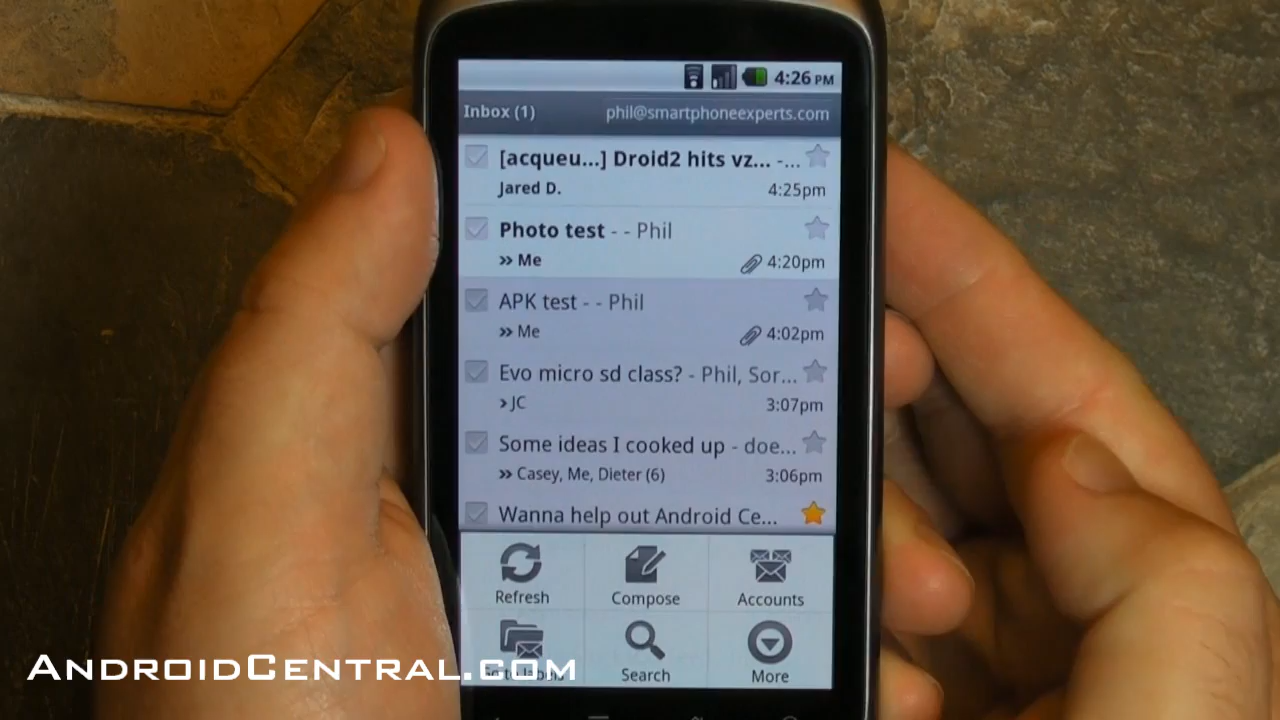 4:26 PM
Inbox (1) phil@smartphoneexperts.com
[acqueu...] Droid2 hits vz... -...
Jared D. 4:25pm
Photo test - - Phil
» Me 4:20pm
APK test - - Phil
» Me 4:02pm
Evo micro sd class? - Phil, Sor...
› JC 3:07pm
Some ideas I cooked up - doe...
» Casey, Me, Dieter (6) 3:06pm
Wanna help out Android Ce...
Refresh Compose Accounts
Search More
ANDROIDCENTRAL.COM